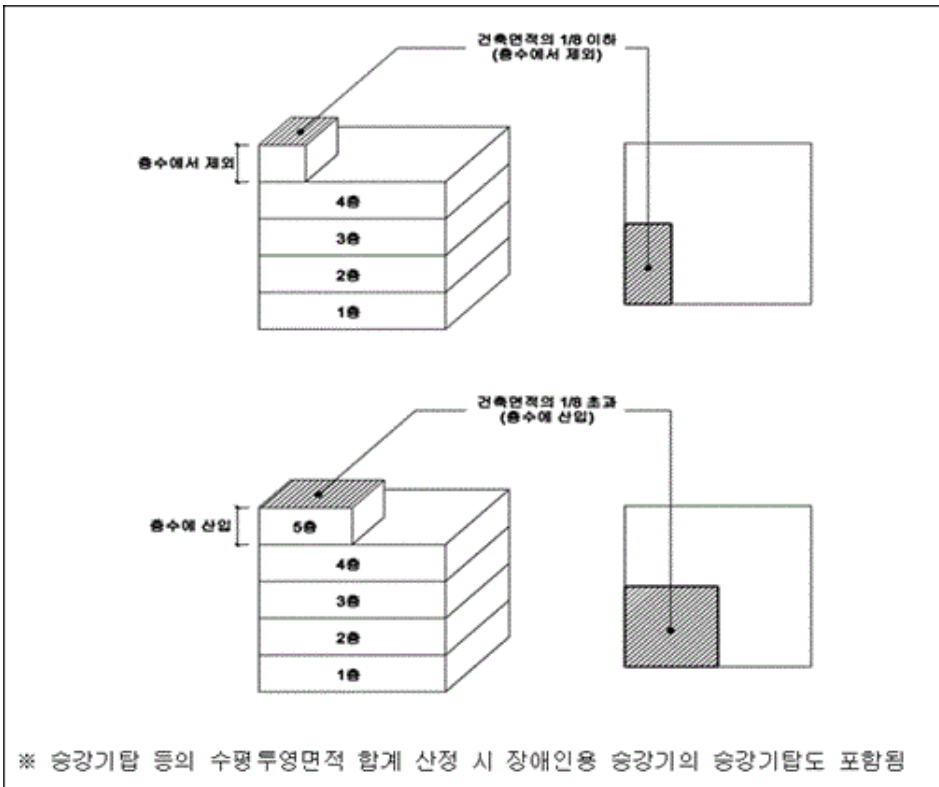 건축면적의 1/8 이하
(층수에서 제외)
층수에서 제외
4층
3층
2층
1층
건축면적의 1/8 초과
(층수에 산입)
층수에 산입
5층
4층
3층
2층
1층
※ 승강기탑 등의 수평투영면적 합계 산정 시 장애인용 승강기의 승강기탑도 포함됨